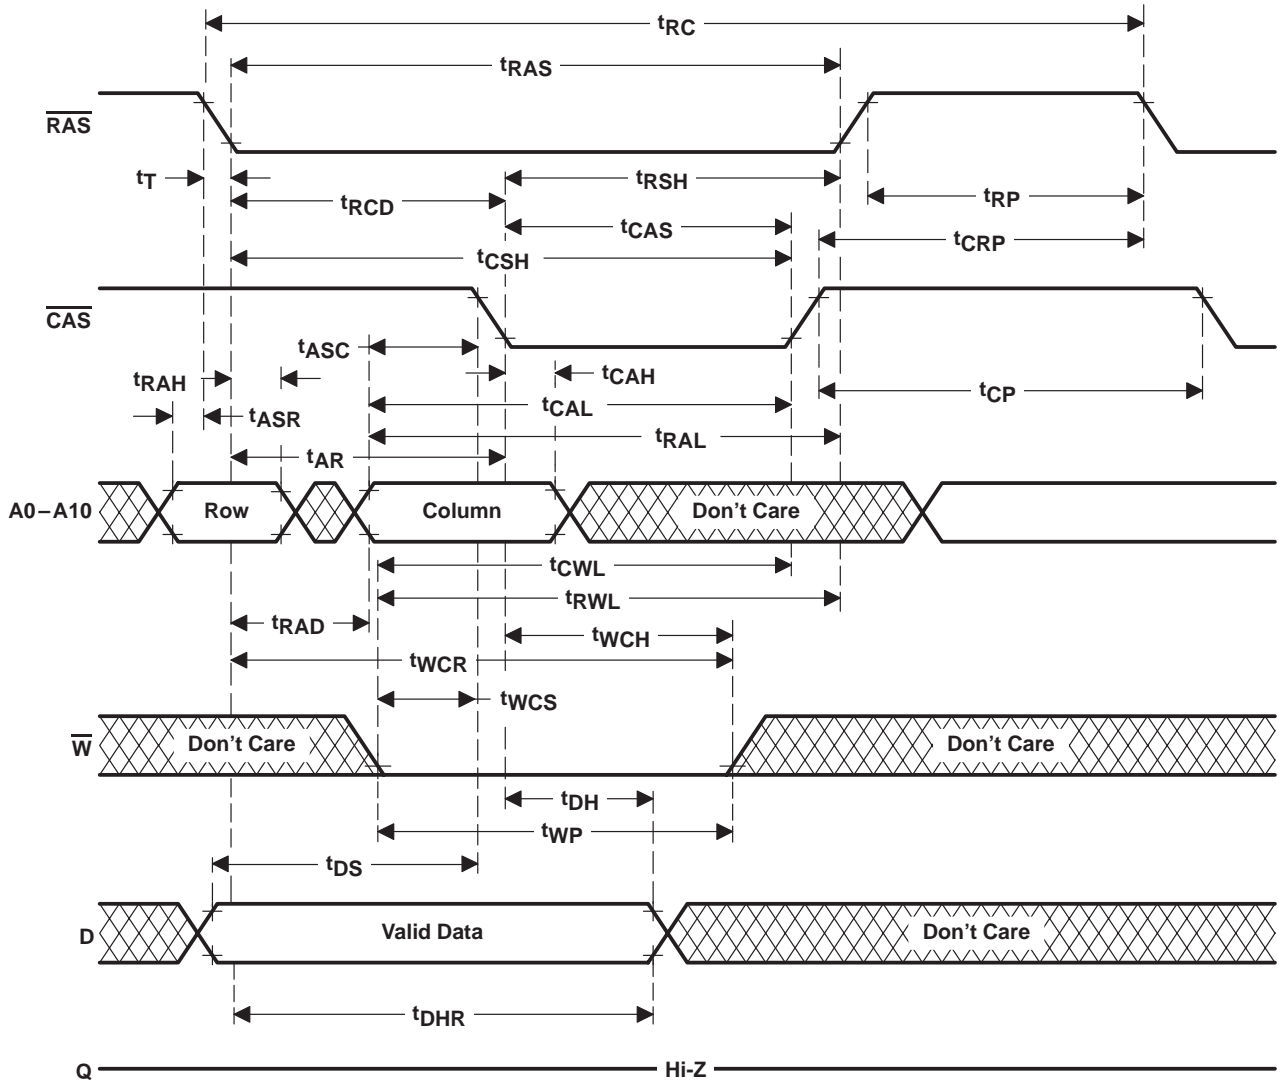 tRC
tRAS
RAS
tT
tRSH
tRCD
tRP
tCAS
tCRP
tCSH
CAS
tASC
tRAH
tCAH
tCP
tCAL
tASR
tRAL
tAR
A0–A10
Row
Column
Don't Care
tCWL
tRWL
tRAD
tWCH
tWCR
tWCS
W
Don't Care
Don't Care
tDH
tWP
tDS
D
Valid Data
Don't Care
tDHR
Q
Hi-Z